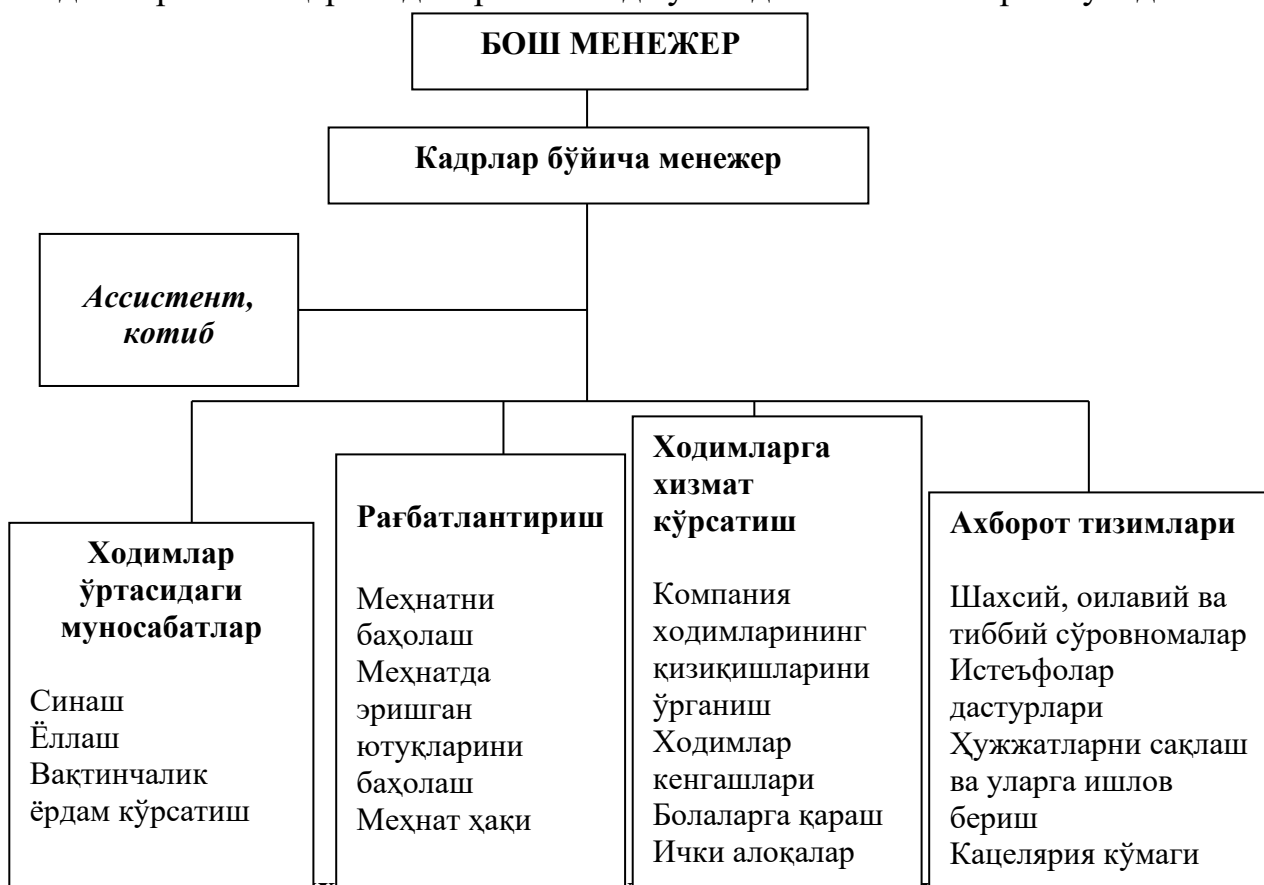 БОШ МЕНЕЖЕР
Кадрлар бўйича менежер
Ассистент,
котиб
Ходимлар
ўртасидаги
муносабатлар
Синаш
Ёллаш
Вақтинчалик
ёрдам кўрсатиш
Рағбатлантириш
Меҳнатни
баҳолаш
Меҳнатда
эришган
ютуқларини
баҳолаш
Меҳнат ҳақи
Ходимларга
хизмат
кўрсатиш
Компания
ходимларининг
қизиқишларини
ўрганиш
Ходимлар
кенгашлари
Болаларга қараш
Ички алоқалар
Ахборот тизимлари
Шахсий, оилавий ва
тиббий сўровномалар
Истеъфолар
дастурлари
Ҳужжатларни сақлаш
ва уларга ишлов
бериш
Кацелярия кўмаги